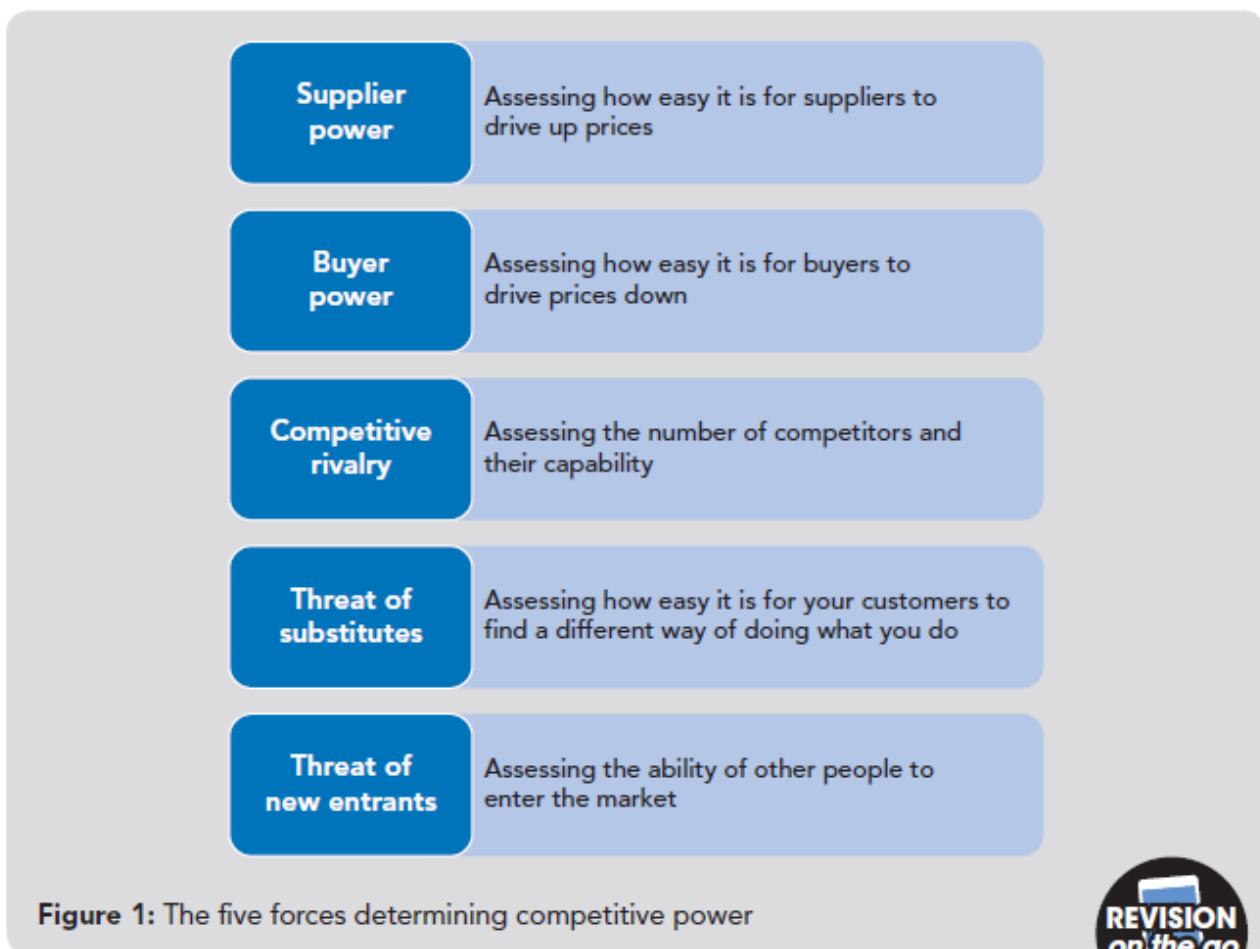 Supplier
power
Assessing how easy it is for suppliers to
drive up prices
Buyer
power
Assessing how easy it is for buyers to
drive prices down
Competitive
rivalry
Assessing the number of competitors and
their capability
Threat of
substitutes
Assessing how easy it is for your customers to
find a different way of doing what you do
Threat of
new entrants
Assessing the ability of other people to
enter the market
Figure 1: The five forces determining competitive power
REVISION
on the go